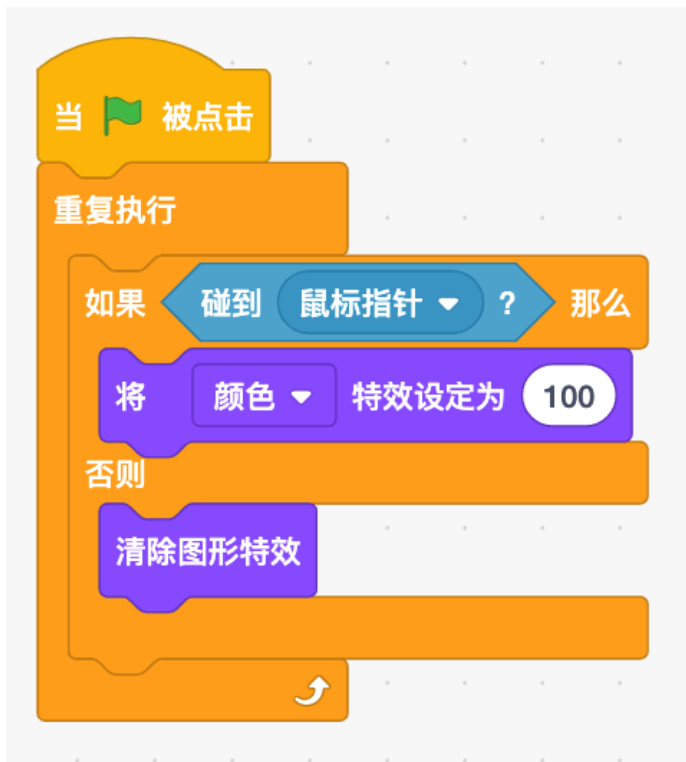 当 被点击
重复执行
如果 碰到 鼠标指针 ? 那么
将 颜色 特效设定为 100
否则
清除图形特效